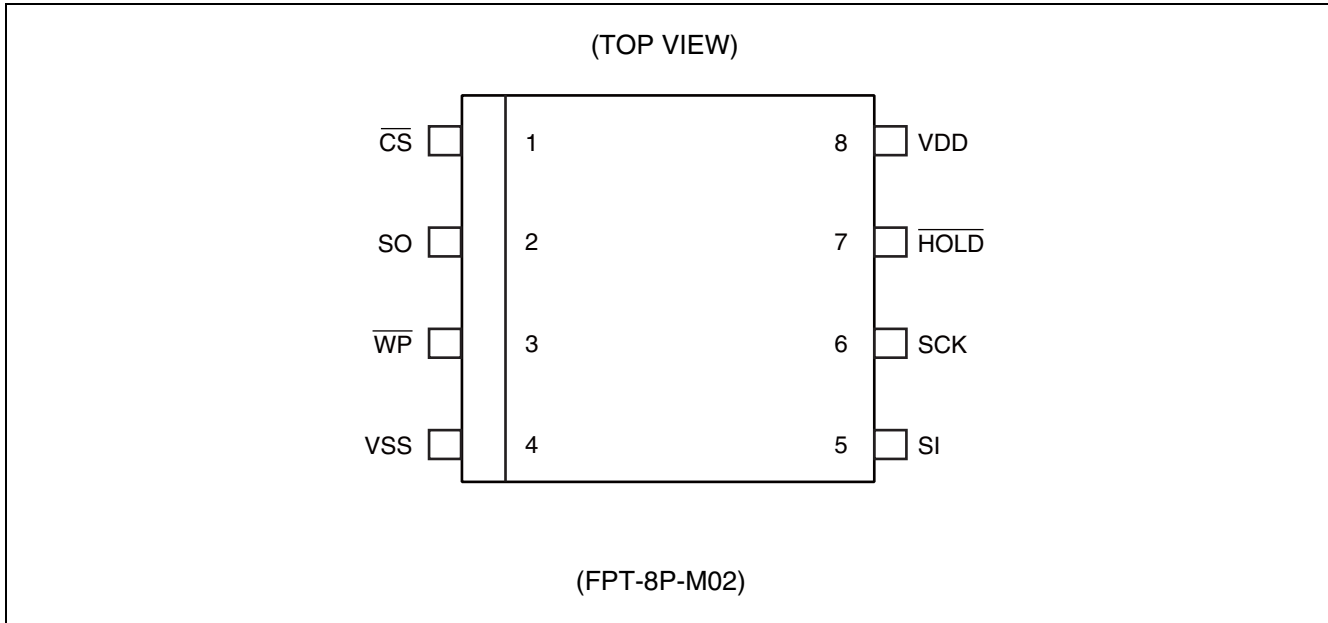 (TOP VIEW)
CS 1 8 VDD
SO 2 7 HOLD
WP 3 6 SCK
VSS 4 5 SI
(FPT-8P-M02)